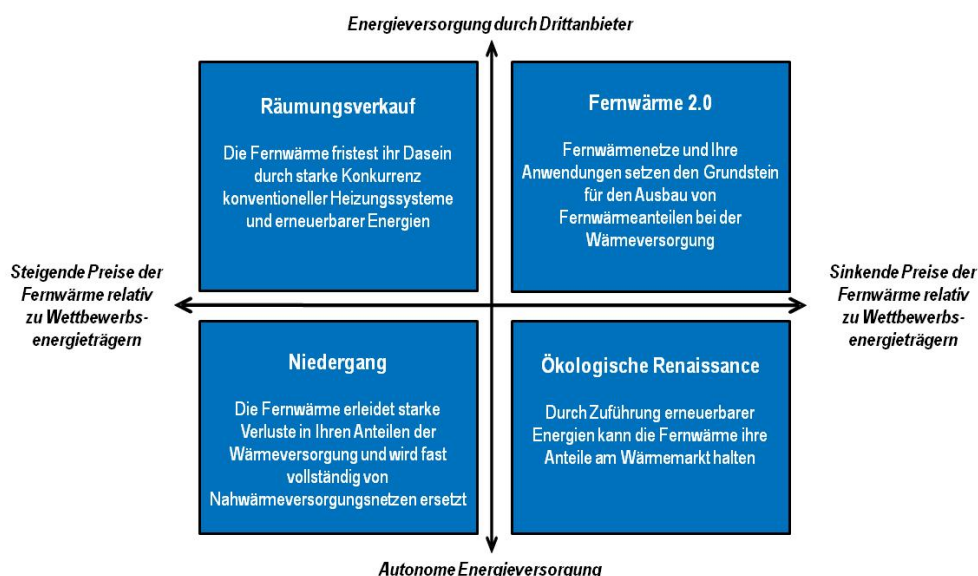 Energieversorgung durch Drittanbieter
Räumungsverkauf
Die Fernwärme fristest ihr Dasein
durch starke Konkurrenz
konventioneller Heizungssysteme
und erneuerbarer Energien
Fernwärme 2.0
Fernwärmenetze und Ihre
Anwendungen setzen den Grundstein
für den Ausbau von
Fernwärmeanteilen bei der
Wärmeversorgung
Steigende Preise der
Fernwärme relativ
zu Wettbewerbs-
energieträgern
Sinkende Preise der
Fernwärme relativ
zu Wettbewerbs-
energieträgern
Niedergang
Die Fernwärme erleidet starke
Verluste in Ihren Anteilen der
Wärmeversorgung und wird fast
vollständig von
Nahwärmeversorgungsnetzen ersetzt
Ökologische Renaissance
Durch Zuführung erneuerbarer
Energien kann die Fernwärme ihre
Anteile am Wärmemarkt halten
Autonome Energieversorgung